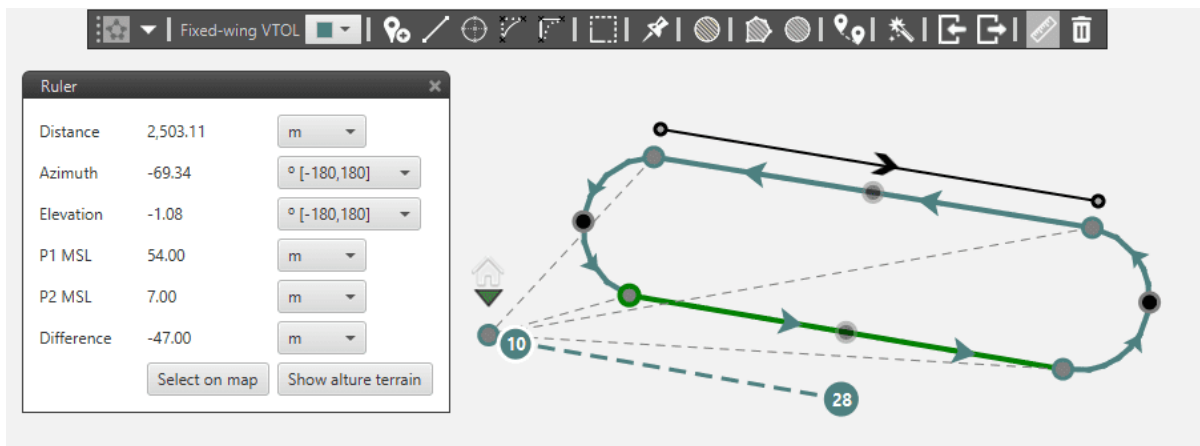 Fixed-wing VTOL
Ruler
Distance 2,503.11 m
Azimuth -69.34 º [-180,180]
Elevation -1.08 º [-180,180]
P1 MSL 54.00 m
P2 MSL 7.00 m
Difference -47.00 m
Select on map Show alture terrain
10
28